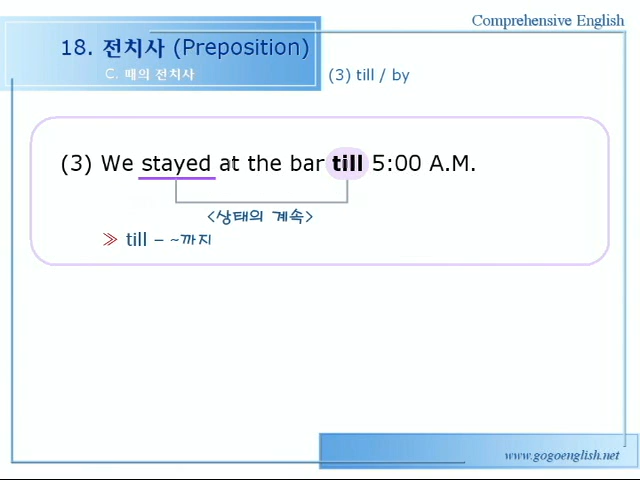 Comprehensive English
18. 전치사 (Preposition)
C. 때의 전치사
(3) till / by
(3) We stayed at the bar till 5:00 A.M.
<상태의 계속>
≫ till – ~까지
www.gogoenglish.net